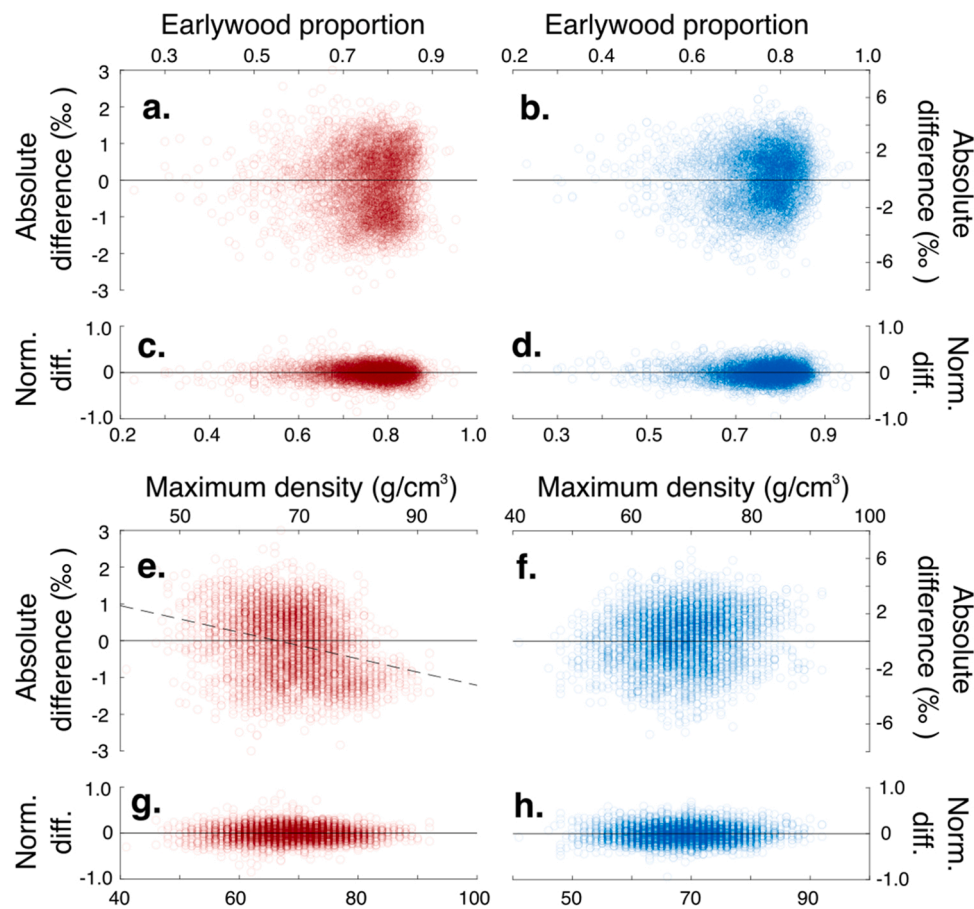 Earlywood proportion
Earlywood proportion
0.3 0.5 0.7 0.9
0.2 0.4 0.6 0.8 1.0
a.
b.
Absolute
difference (‰)
3
2
1
0
-1
-2
-3
6
2
-2
-6
Absolute
difference (‰)
c.
d.
Norm.
diff.
1.0
0
-1.0
1.0
0
-1.0
Norm.
diff.
0.2 0.4 0.6 0.8 1.0
0.3 0.5 0.7 0.9
Maximum density (g/cm³)
Maximum density (g/cm³)
50 70 90
40 60 80 100
e.
f.
Absolute
difference (‰)
3
2
1
0
-1
-2
-3
6
2
-2
-6
Absolute
difference (‰)
g.
h.
Norm.
diff.
1.0
0
-1.0
1.0
0
-1.0
Norm.
diff.
40 60 80 100
50 70 90